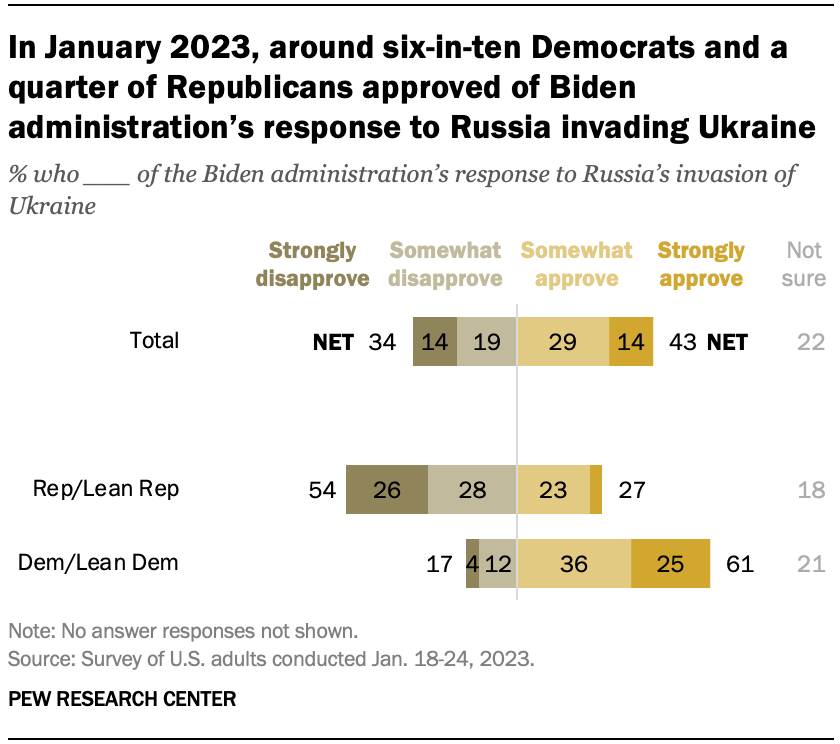 In January 2023, around six-in-ten Democrats and a
quarter of Republicans approved of Biden
administration’s response to Russia invading Ukraine
% who ___ of the Biden administration’s response to Russia’s invasion of
Ukraine
Strongly disapprove Somewhat disapprove Somewhat approve Strongly approve Not sure
Total NET 34 14 19 29 14 43 NET 22
Rep/Lean Rep 54 26 28 23 27 18
Dem/Lean Dem 17 4 12 36 25 61 21
Note: No answer responses not shown.
Source: Survey of U.S. adults conducted Jan. 18-24, 2023.
PEW RESEARCH CENTER